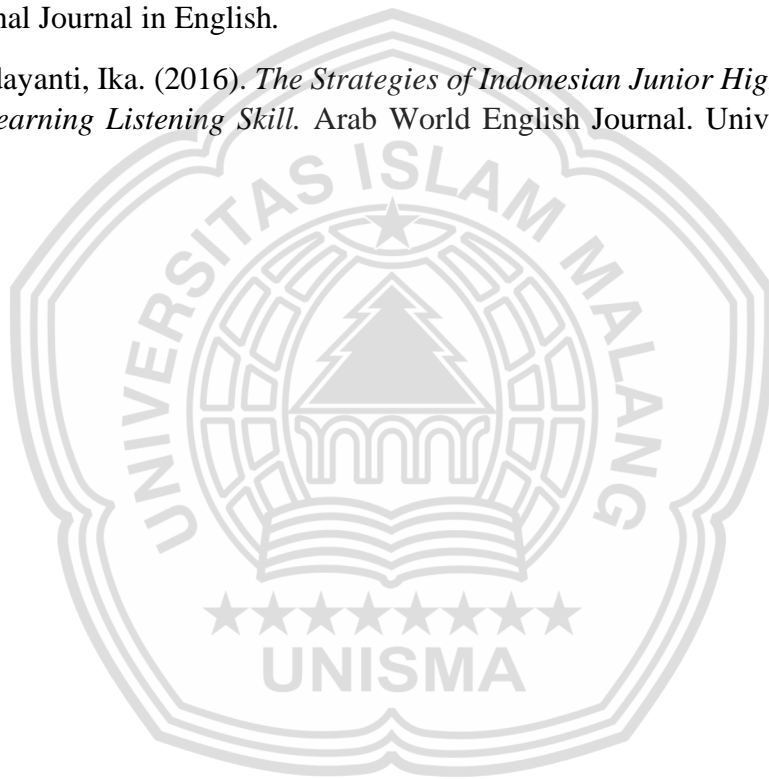 nal Journal in English.
dayanti, Ika. (2016). The Strategies of Indonesian Junior Hig
earning Listening Skill. Arab World English Journal. Univ
UNIVERSITAS ISLAM MALANG
UNISMA